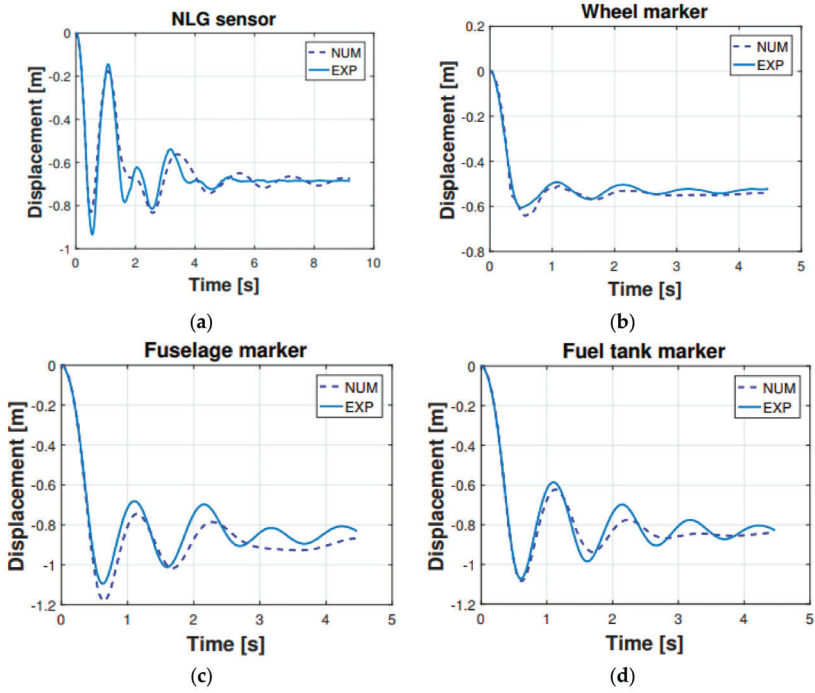 NLG sensor
Displacement [m]
0
-0.2
-0.4
-0.6
-0.8
-1
NUM
EXP
0 2 4 6 8 10
Time [s]
(a)
Wheel marker
Displacement [m]
0.2
0
-0.2
-0.4
-0.6
-0.8
NUM
EXP
0 1 2 3 4 5
Time [s]
(b)
Fuselage marker
Displacement [m]
0
-0.2
-0.4
-0.6
-0.8
-1
-1.2
NUM
EXP
0 1 2 3 4 5
Time [s]
(c)
Fuel tank marker
Displacement [m]
0
-0.2
-0.4
-0.6
-0.8
-1
-1.2
NUM
EXP
0 1 2 3 4 5
Time [s]
(d)